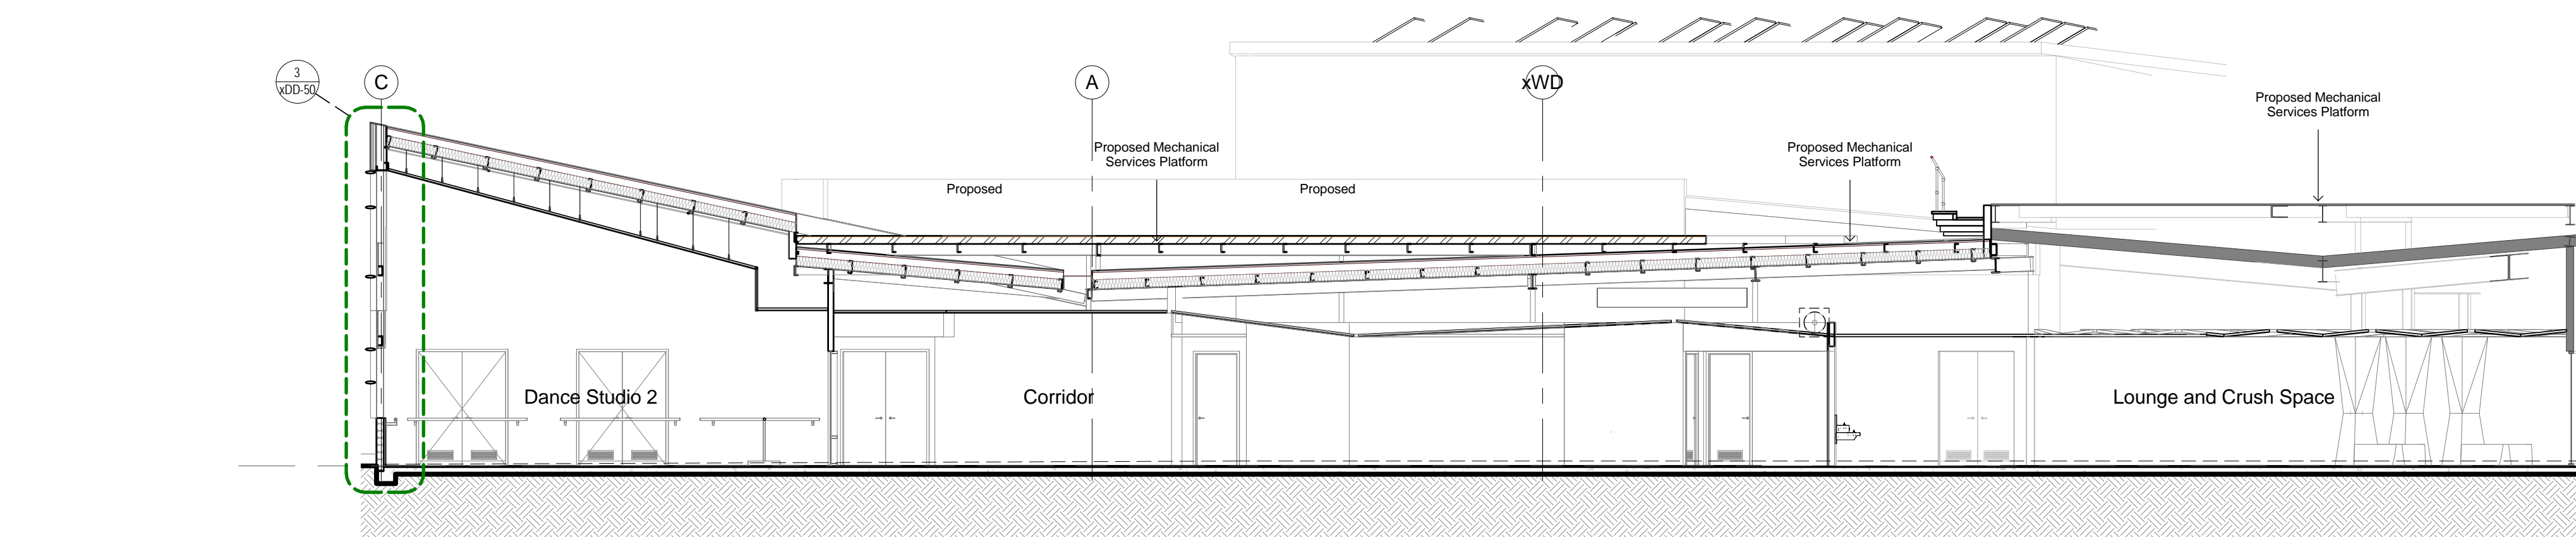 3
xDD-50
C
A
xWD
Proposed Mechanical
Services Platform
Proposed Mechanical
Services Platform
Proposed Mechanical
Services Platform
Proposed
Proposed
Dance Studio 2
Corridor
Lounge and Crush Space